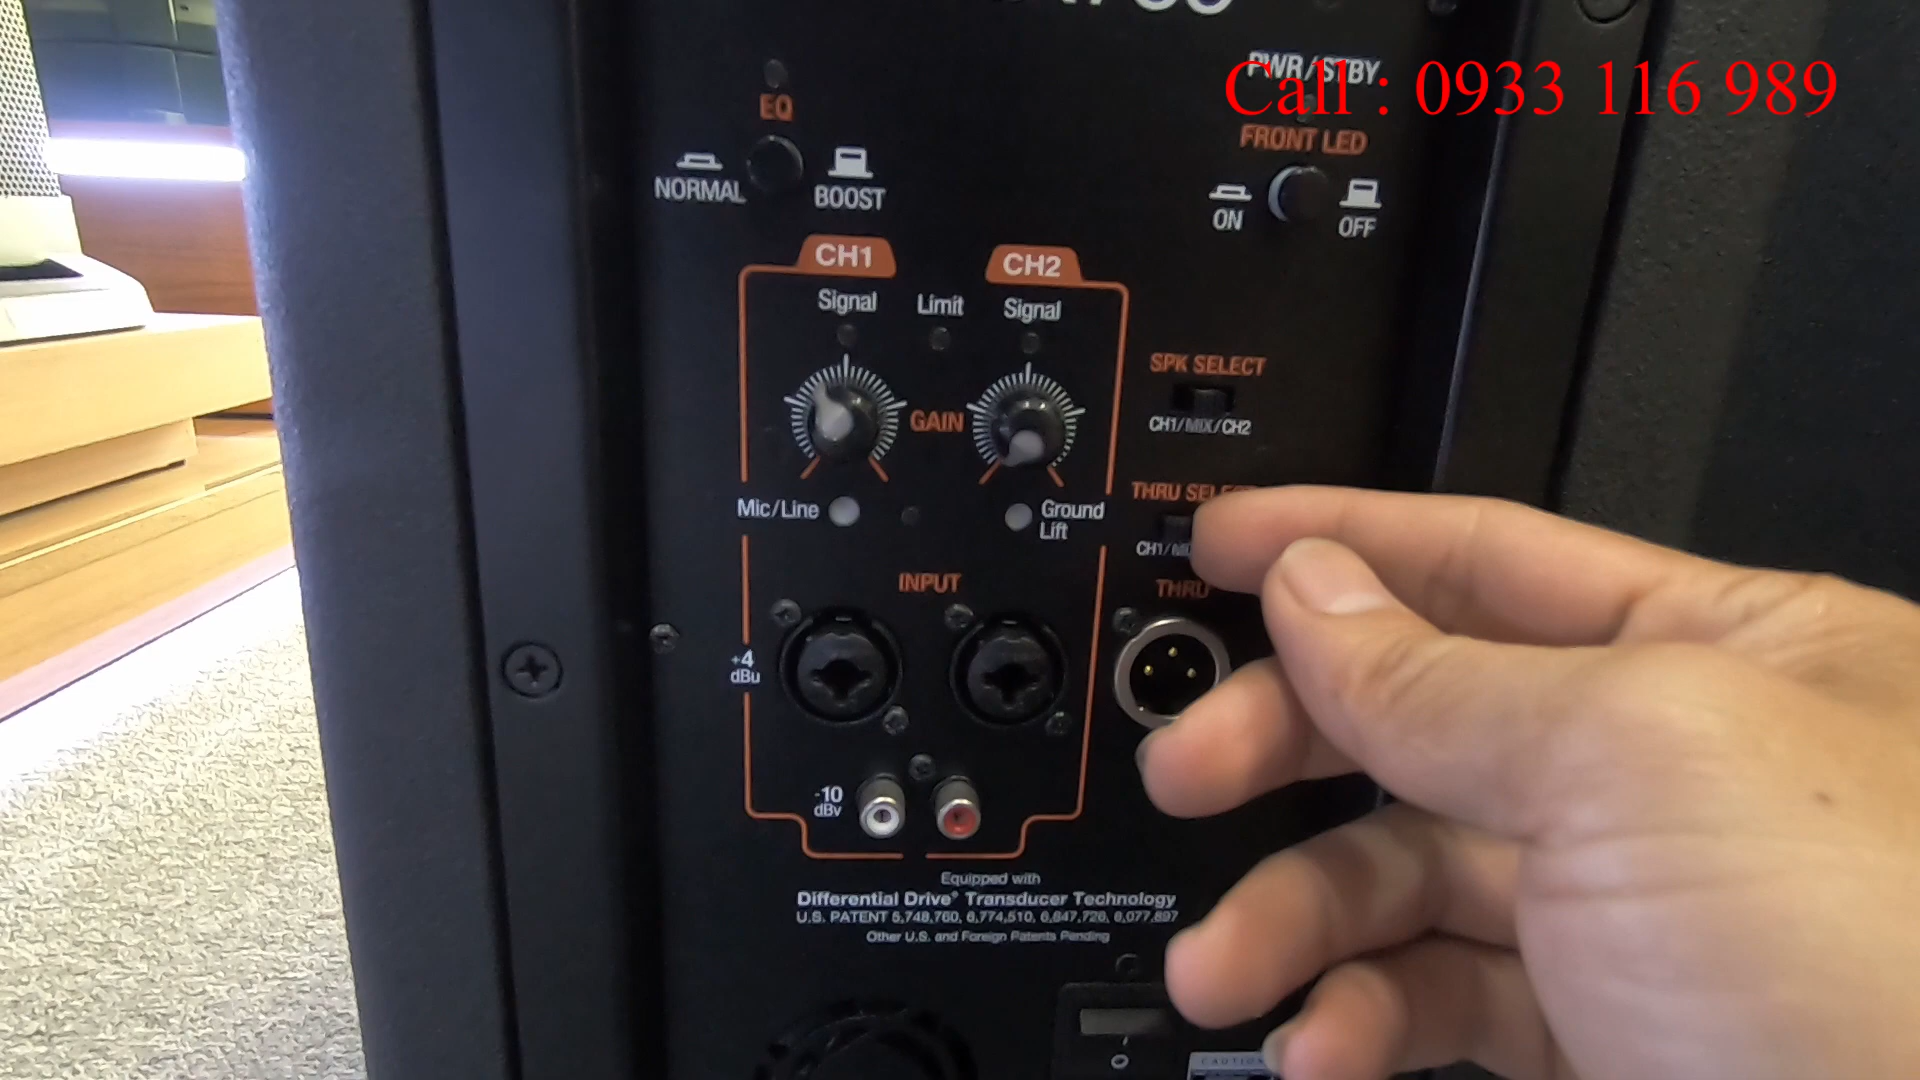 PWR/STBY
Call : 0933 116 989
EQ
FRONT LED
NORMAL
BOOST
ON
OFF
CH1
CH2
Signal
Limit
Signal
SPK SELECT
GAIN
CH1/MIX/CH2
THRU
Mic/Line
Ground
Lift
CH1/
INPUT
THRU
+4
dBu
-10
dBv
Equipped with
Differential Drive® Transducer Technology
U.S. PATENT 5,748,760, 6,774,510, 6,847,726, 6,077,897
Other U.S. and Foreign Patents Pending
CAUTION